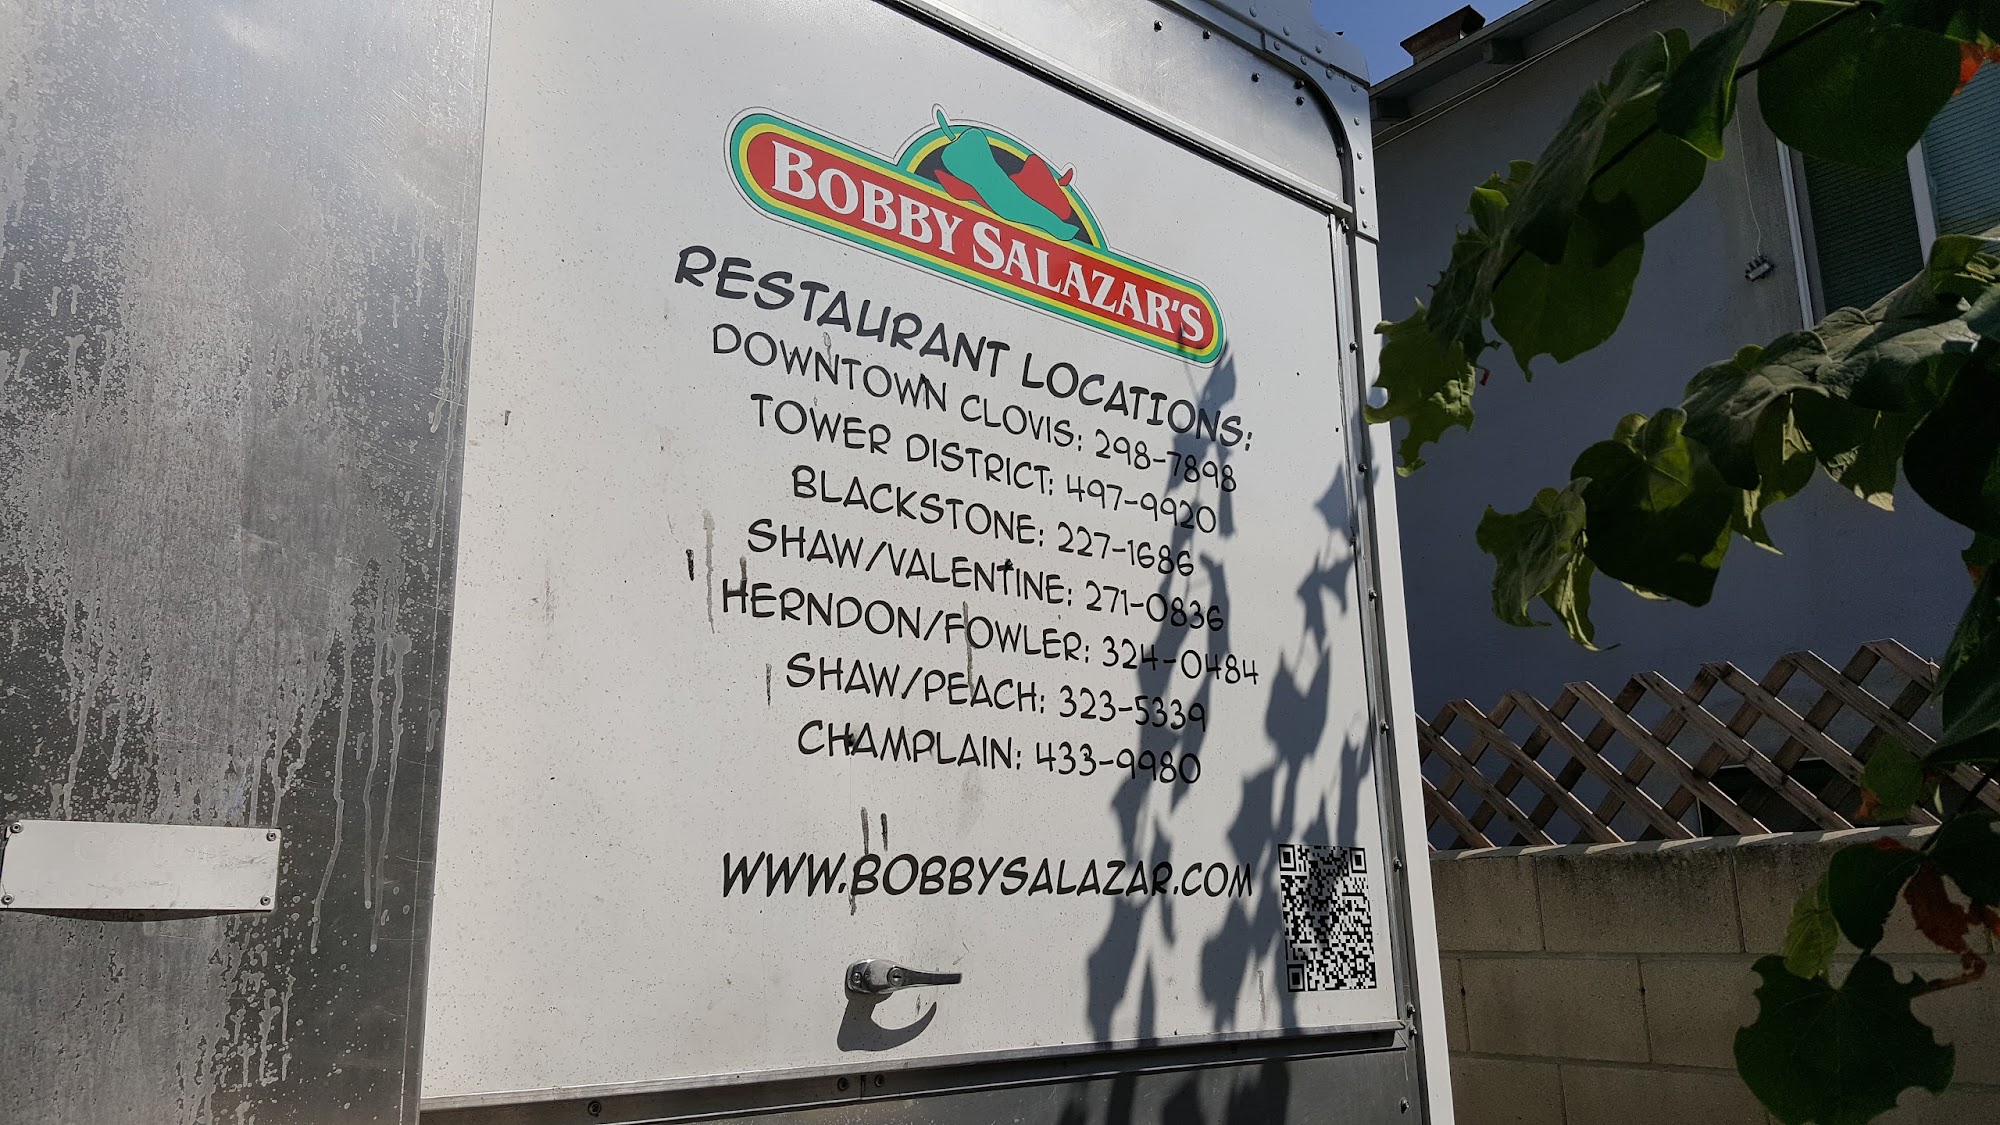 BOBBY SALAZAR'S
RESTAURANT LOCATIONS:
DOWNTOWN CLOVIS: 298-7898
TOWER DISTRICT: 497-9920
BLACKSTONE: 227-1686
SHAW/VALENTINE: 271-0836
HERNDON/FOWLER: 324-0484
SHAW/PEACH: 323-5339
CHAMPLAIN: 433-9980
WWW.BOBBYSALAZAR.COM